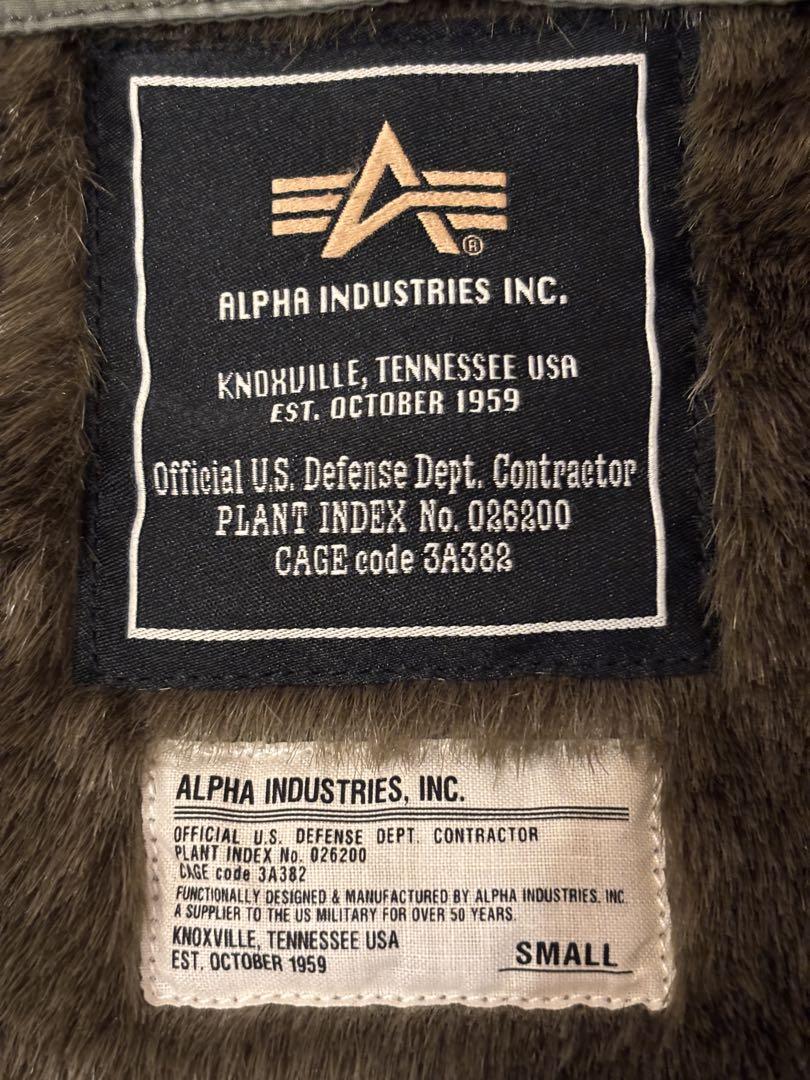 ®
ALPHA INDUSTRIES INC.
KNOXVILLE, TENNESSEE USA
EST. OCTOBER 1959
Official U.S. Defense Dept. Contractor
PLANT INDEX No. 026200
CAGE code 3A382
ALPHA INDUSTRIES, INC.
OFFICIAL U.S. DEFENSE DEPT. CONTRACTOR
PLANT INDEX No. 026200
CAGE code 3A382
FUNCTIONALLY DESIGNED & MANUFACTURED BY ALPHA INDUSTRIES. INC.
A SUPPLIER TO THE US MILITARY FOR OVER 50 YEARS.
KNOXVILLE, TENNESSEE USA
EST. OCTOBER 1959
SMALL